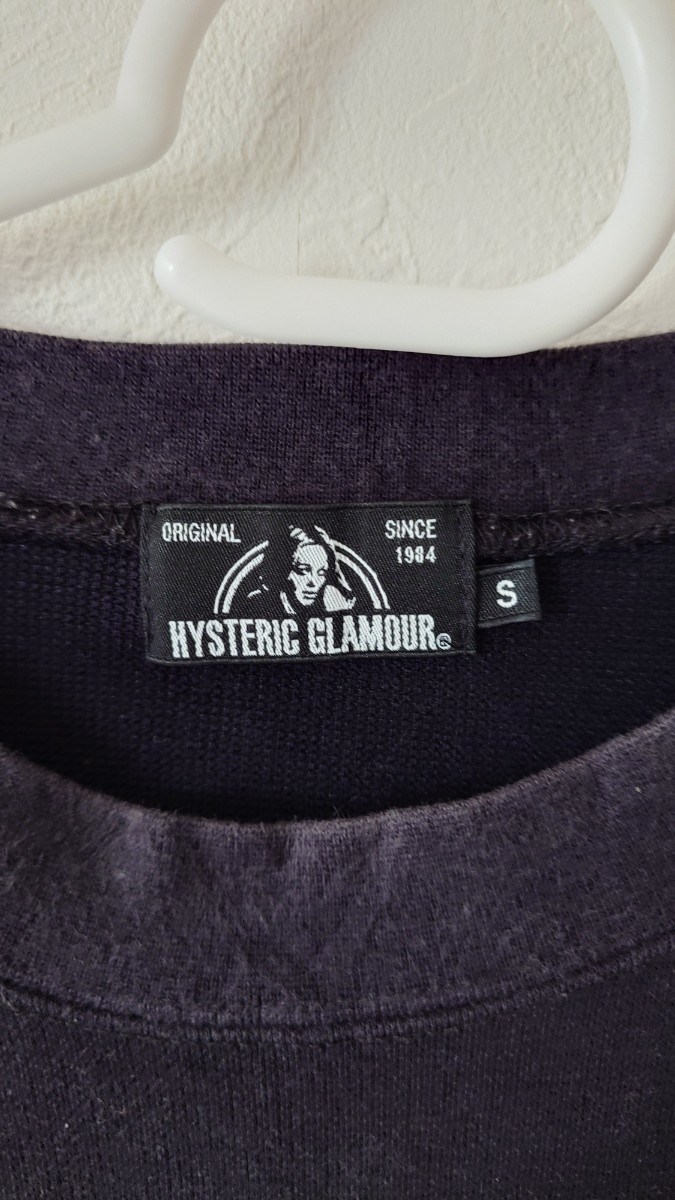 ORIGINAL
SINCE
1984
HYSTERIC GLAMOUR®
S